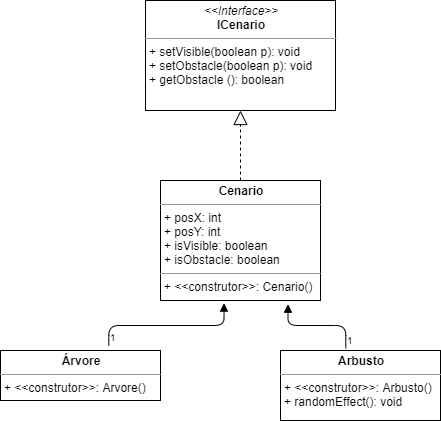 <<Interface>>
ICenario
+ setVisible(boolean p): void
+ setObstacle(boolean p): void
+ getObstacle (): boolean
Cenario
+ posX: int
+ posY: int
+ isVisible: boolean
+ isObstacle: boolean
+ <<construtor>>: Cenario()
1
1
Árvore
+ <<construtor>>: Arvore()
Arbusto
+ <<construtor>>: Arbusto()
+ randomEffect(): void